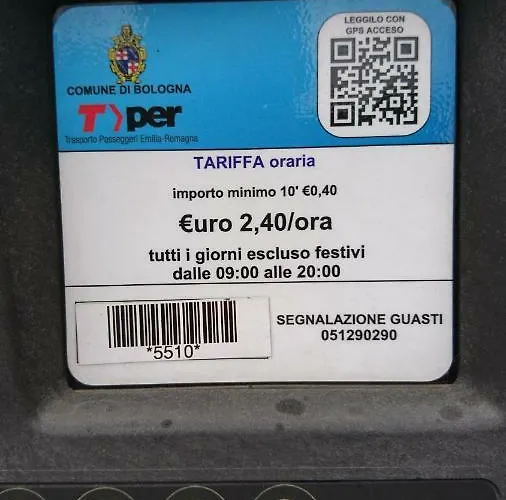 LEGGILO CON
GPS ACCESO
COMUNE DI BOLOGNA
T>per
Trasporto Passeggeri Emilia-Romagna
TARIFFA oraria
importo minimo 10' €0,40
€uro 2,40/ora
tutti i giorni escluso festivi
dalle 09:00 alle 20:00
*5510*
SEGNALAZIONE GUASTI
051290290